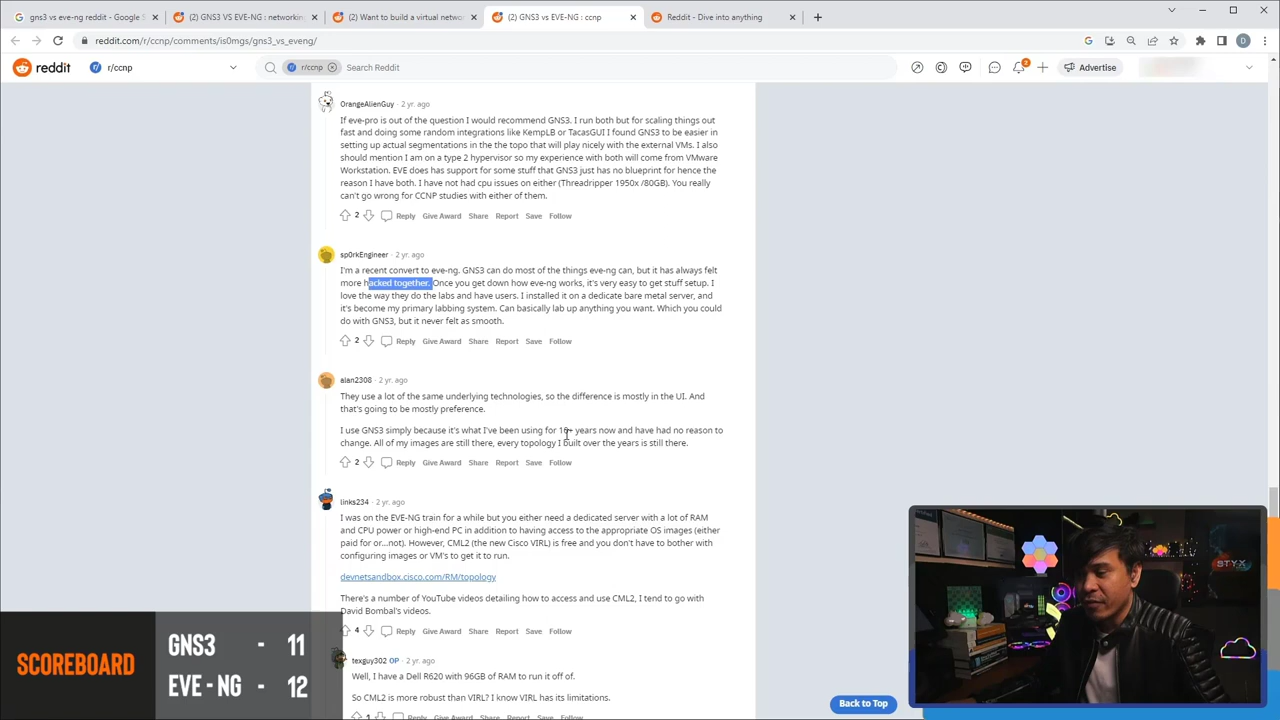 gns3 vs eve-ng reddit - Google S
(2) GNS3 VS EVE-NG : networkin
(2) Want to build a virtual networ
(2) GNS3 vs EVE-NG : ccnp
Reddit - Dive into anything
reddit.com/r/ccnp/comments/is0mgs/gns3_vs_eveng/
D
reddit
r/ccnp
r/ccnp
Search Reddit
2
Advertise
OrangeAlienGuy · 2 yr. ago
If eve-pro is out of the question I would recommend GNS3. I run both but for scaling things out
fast and doing some random integrations like KempLB or TacasGUI I found GNS3 to be easier in
setting up actual segmentations in the the topo that will play nicely with the external VMs. I also
should mention I am on a type 2 hypervisor so my experience with both will come from VMware
Workstation. EVE does has support for some stuff that GNS3 just has no blueprint for hence the
reason I have both. I have not had cpu issues on either (Threadripper 1950x /80GB). You really
can't go wrong for CCNP studies with either of them.
2 Reply Give Award Share Report Save Follow
sp0rkEngineer · 2 yr. ago
I'm a recent convert to eve-ng. GNS3 can do most of the things eve-ng can, but it has always felt
more hacked together. Once you get down how eve-ng works, it's very easy to get stuff setup. I
love the way they do the labs and have users. I installed it on a dedicate bare metal server, and
it's become my primary labbing system. Can basically lab up anything you want. Which you could
do with GNS3, but it never felt as smooth.
2 Reply Give Award Share Report Save Follow
alan2308 · 2 yr. ago
They use a lot of the same underlying technologies, so the difference is mostly in the UI. And
that's going to be mostly preference.
I use GNS3 simply because it's what I've been using for 10+ years now and have had no reason to
change. All of my images are still there, every topology I built over the years is still there.
2 Reply Give Award Share Report Save Follow
links234 · 2 yr. ago
I was on the EVE-NG train for a while but you either need a dedicated server with a lot of RAM
and CPU power or high-end PC in addition to having access to the appropriate OS images (either
paid for or...not). However, CML2 (the new Cisco VIRL) is free and you don't have to bother with
configuring images or VM's to get it to run.
devnetsandbox.cisco.com/RM/topology
There's a number of YouTube videos detailing how to access and use CML2, I tend to go with
David Bombal's videos.
4 Reply Give Award Share Report Save Follow
texguy302 OP · 2 yr. ago
Well, I have a Dell R620 with 96GB of RAM to run it off of.
So CML2 is more robust than VIRL? I know VIRL has its limitations.
1 Reply Give Award Share Report Save Follow
SCOREBOARD
GNS3 - 11
EVE - NG - 12
STYX
Back to Top